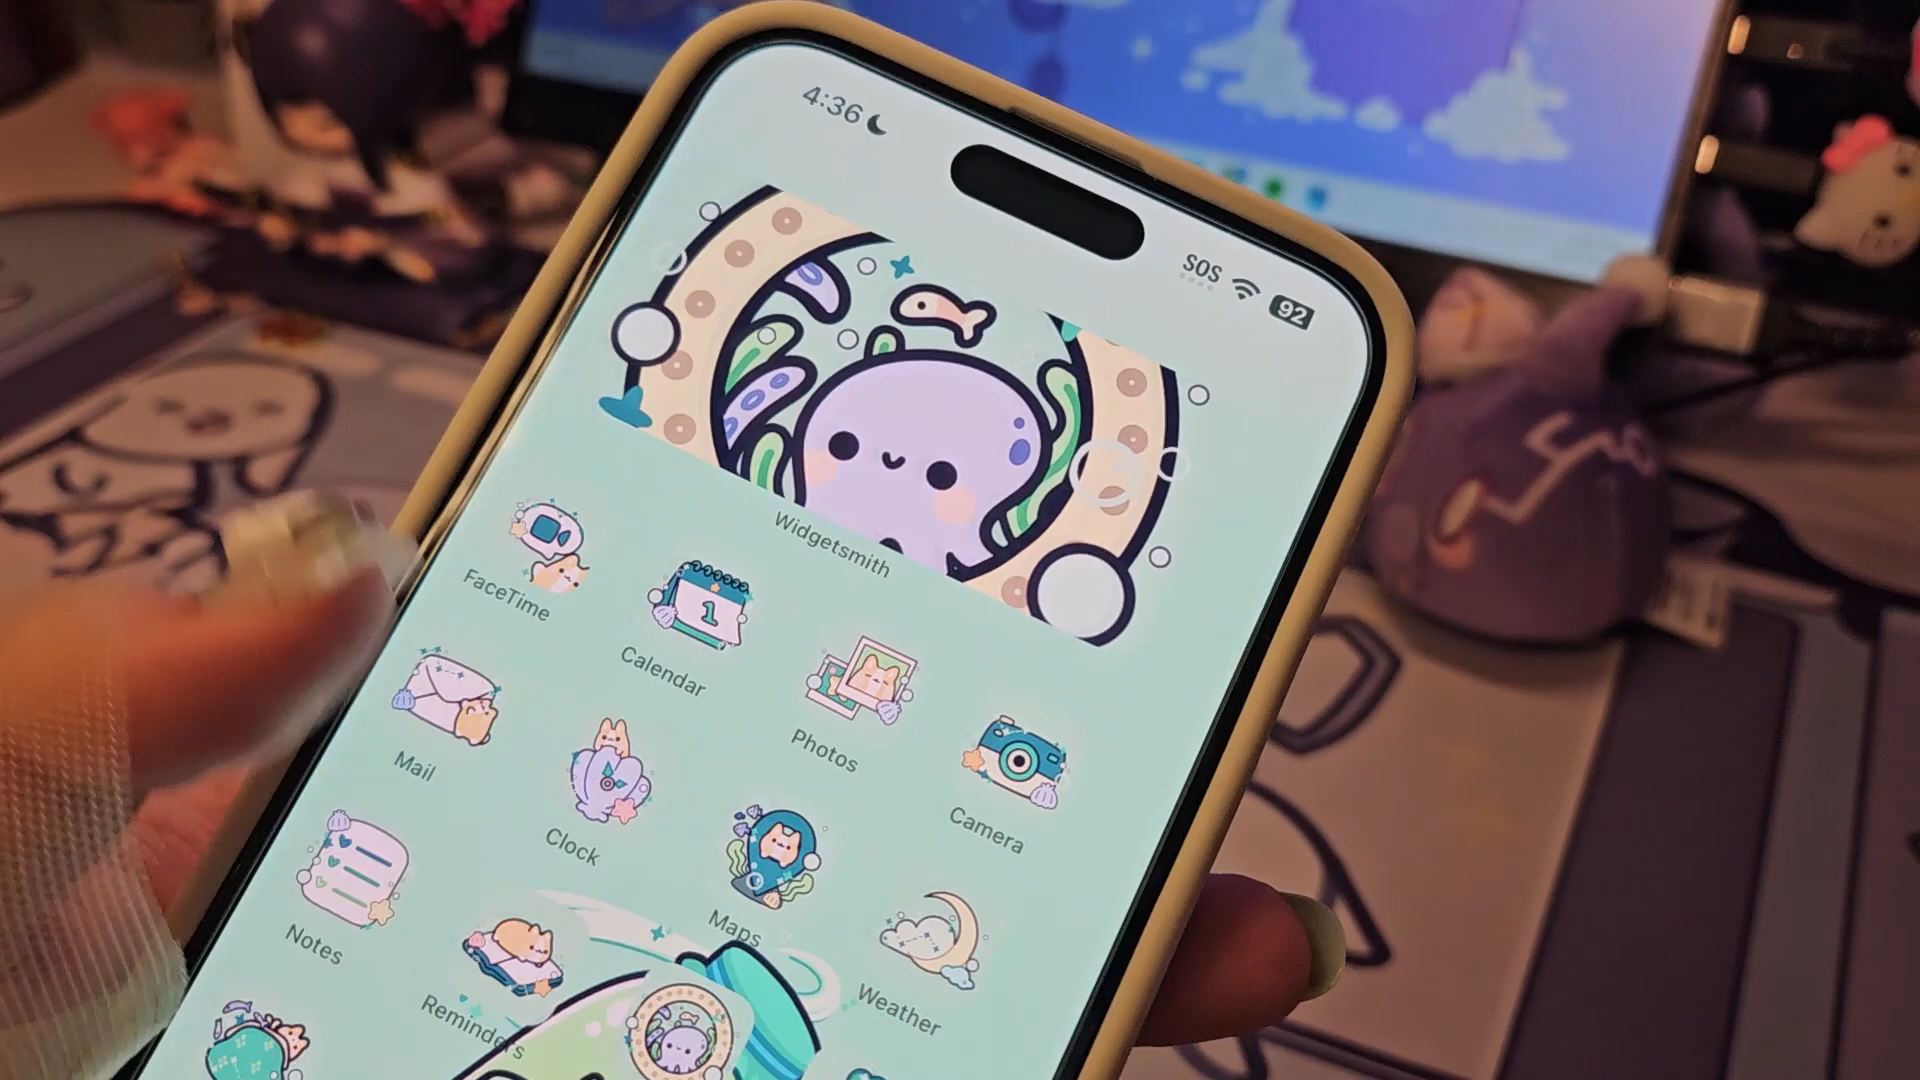 4:36
SOS
92
Widgetsmith
FaceTime
Calendar
Photos
Camera
Mail
Clock
Maps
Weather
Notes
Reminders
1